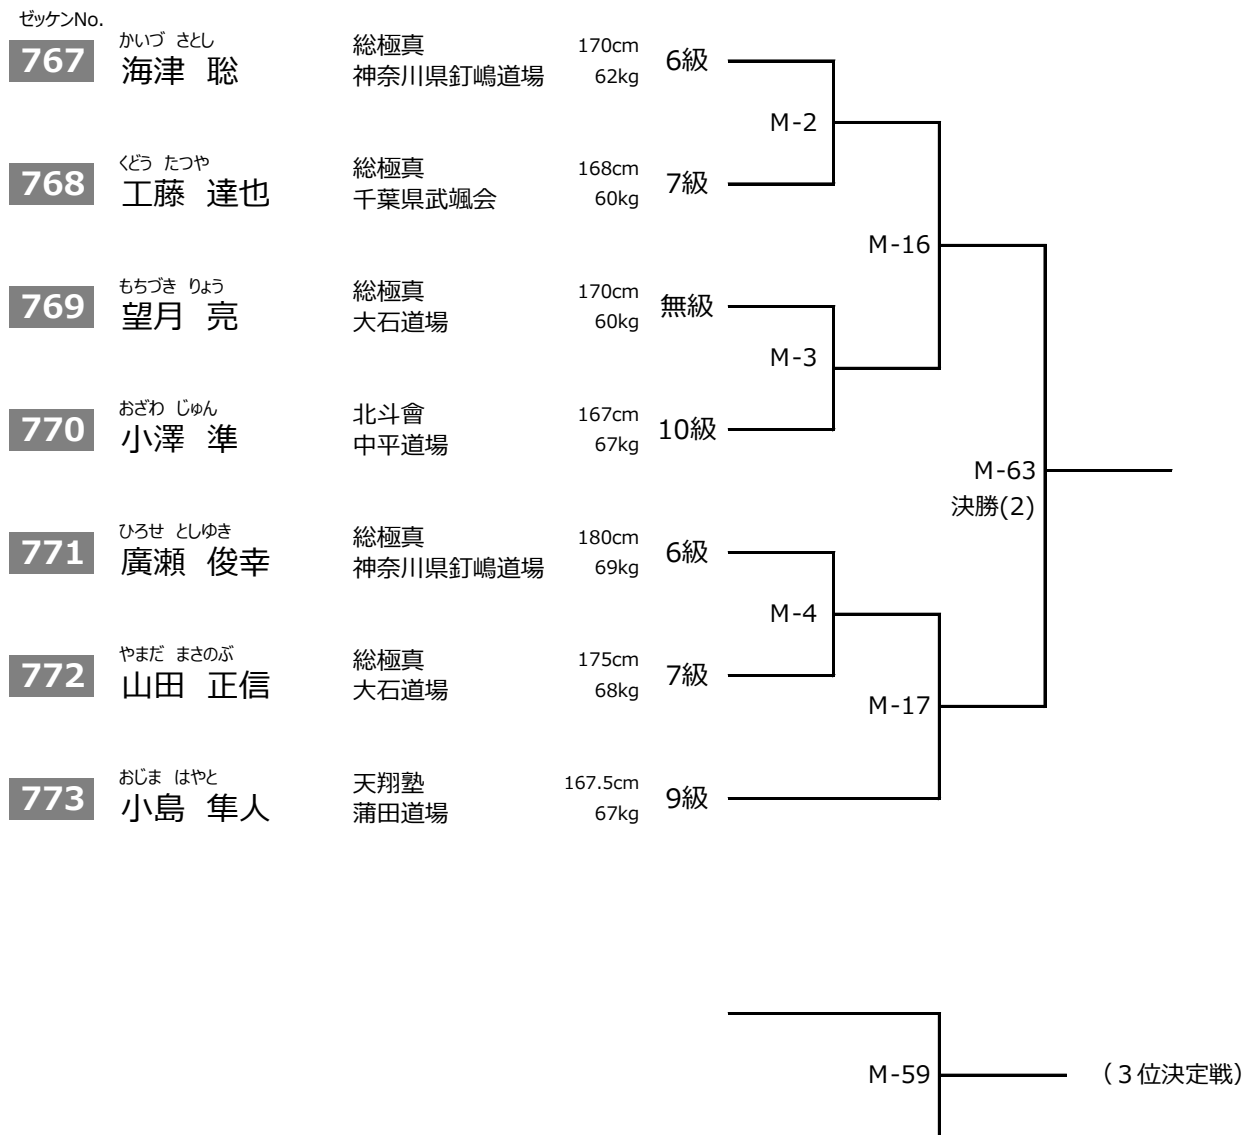 ゼッケンNo.
767
かいづ さとし
海津 聡
総極真
神奈川県釘嶋道場
170cm
62kg
6級
M-2
768
くどう たつや
工藤 達也
総極真
千葉県武颯会
168cm
60kg
7級
M-16
769
もちづき りょう
望月 亮
総極真
大石道場
170cm
60kg
無級
M-3
770
おざわ じゅん
小澤 準
北斗會
中平道場
167cm
67kg
10級
M-63
決勝(2)
771
ひろせ としゆき
廣瀬 俊幸
総極真
神奈川県釘嶋道場
180cm
69kg
6級
M-4
772
やまだ まさのぶ
山田 正信
総極真
大石道場
175cm
68kg
7級
M-17
773
おじま はやと
小島 隼人
天翔塾
蒲田道場
167.5cm
67kg
9級
M-59
（３位決定戦）